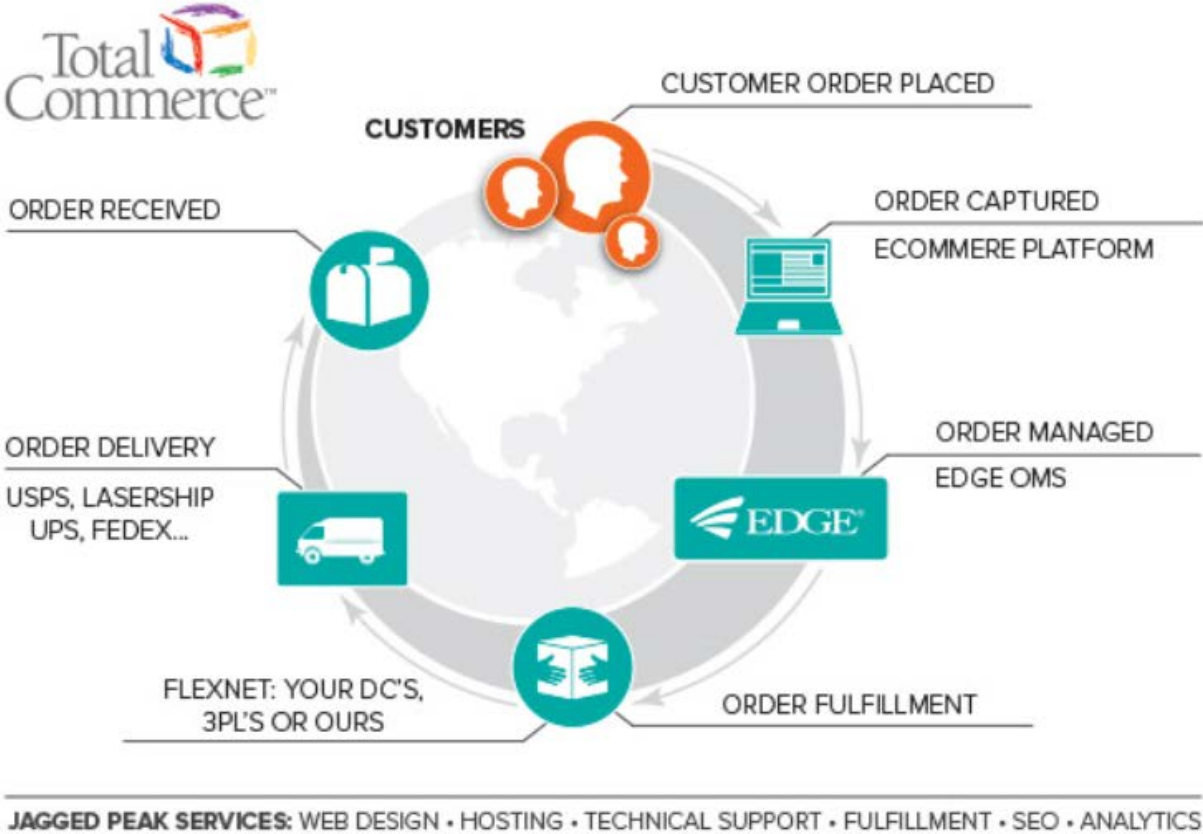 Total
Commerce™
CUSTOMER ORDER PLACED
CUSTOMERS
ORDER CAPTURED
ECOMMERE PLATFORM
ORDER RECEIVED
ORDER MANAGED
EDGE OMS
EDGE®
ORDER DELIVERY
USPS, LASERSHIP
UPS, FEDEX...
FLEXNET: YOUR DC'S,
3PL'S OR OURS
ORDER FULFILLMENT
JAGGED PEAK SERVICES: WEB DESIGN • HOSTING • TECHNICAL SUPPORT • FULFILLMENT • SEO • ANALYTICS